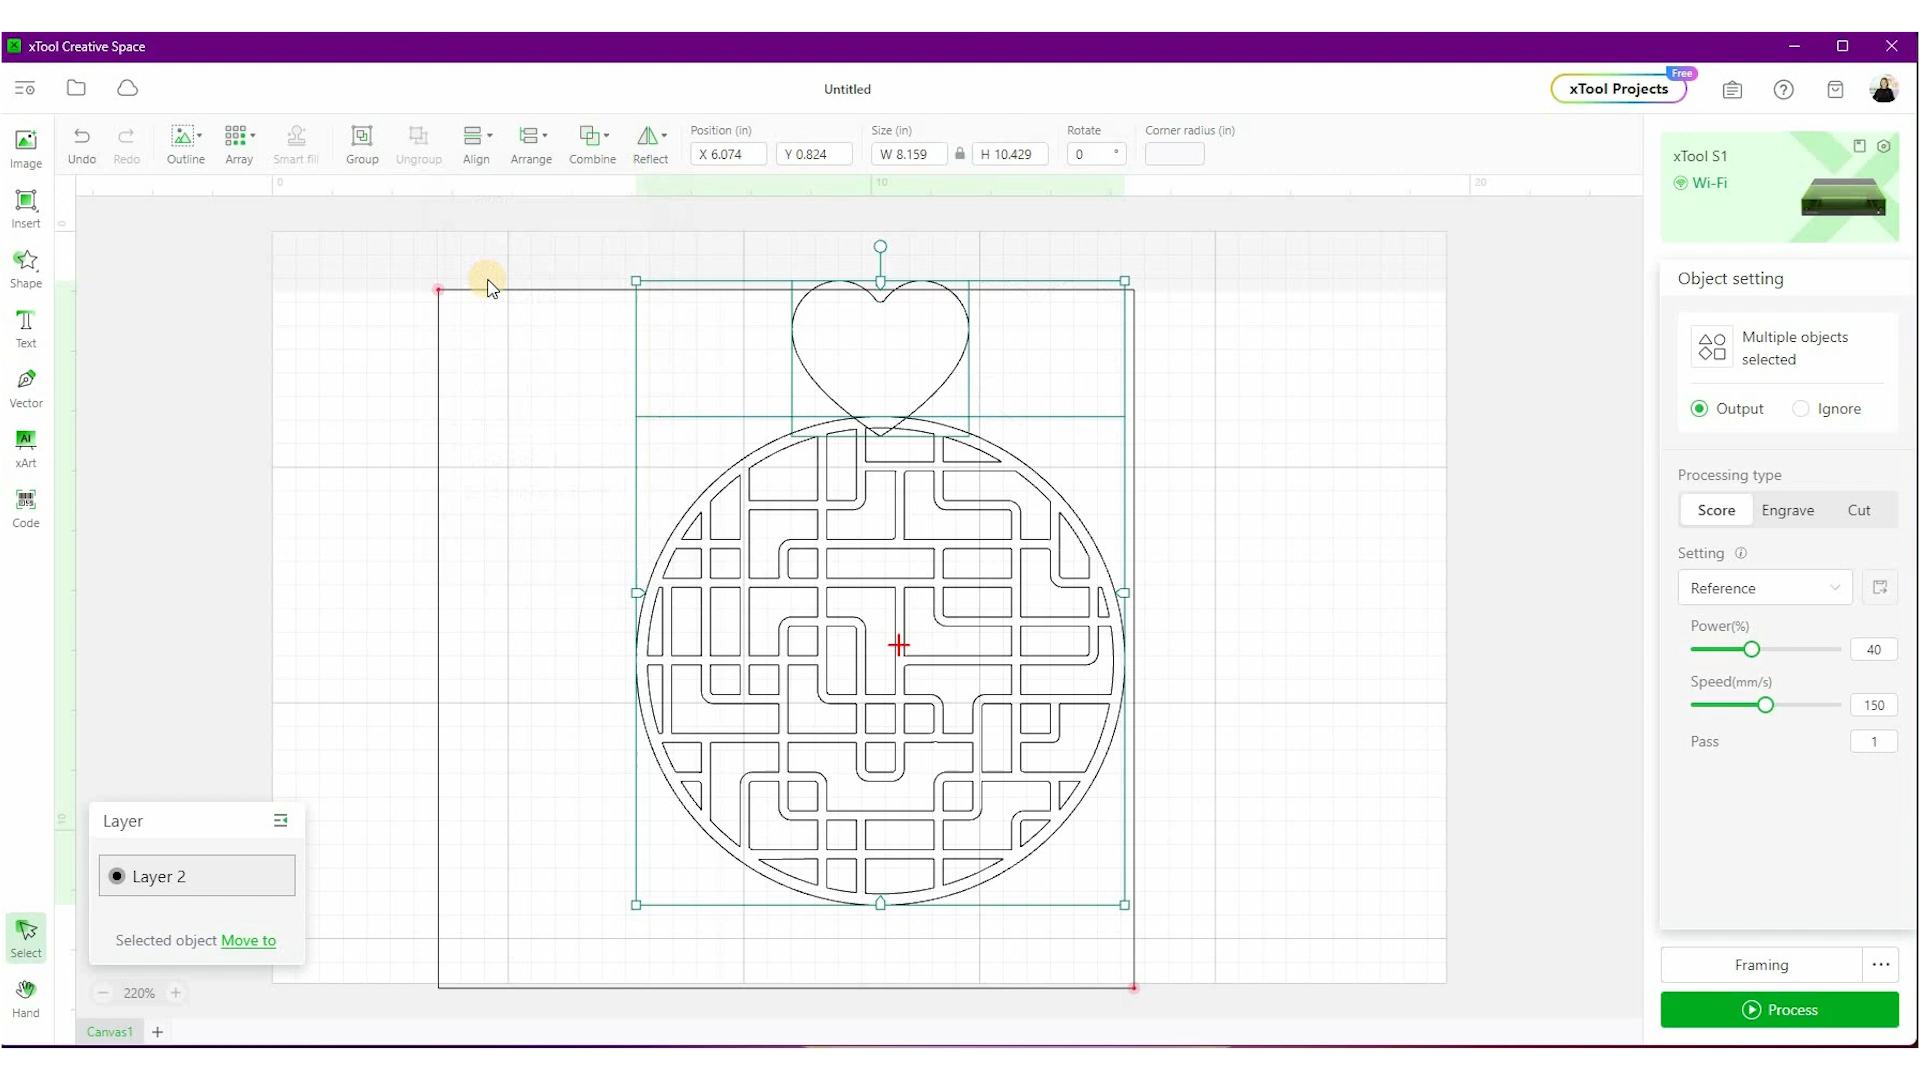 xTool Creative Space
Untitled
Free
xTool Projects
Image
Insert
Shape
Text
Vector
AI
xArt
Code
Select
Hand
Undo
Redo
Outline
Array
Smart fill
Group
Ungroup
Align
Arrange
Combine
Reflect
Position (in)
X 6.074
Y 0.824
Size (in)
W 8.159
H 10.429
Rotate
0 °
Corner radius (in)
0
10
20
0
10
Layer
Layer 2
Selected object Move to
220%
Canvas1
xTool S1
Wi-Fi
Object setting
Multiple objects
selected
Output
Ignore
Processing type
Score
Engrave
Cut
Setting
Reference
Power(%)
40
Speed(mm/s)
150
Pass
1
Framing
Process